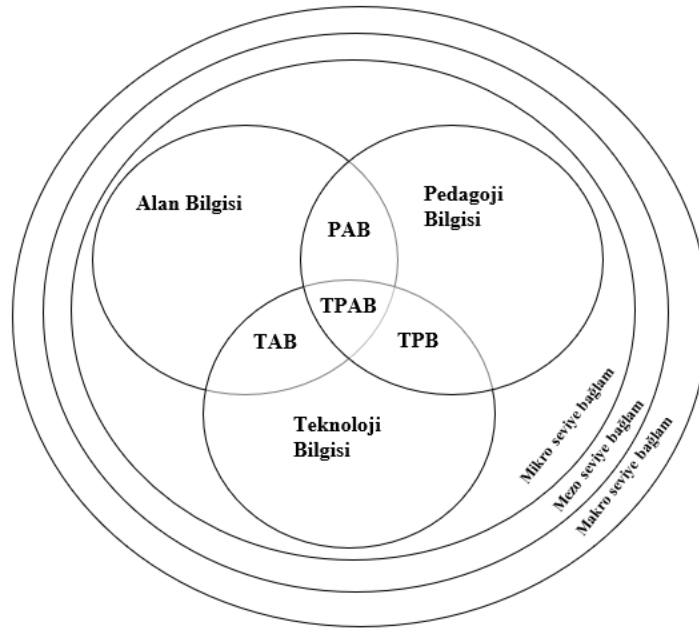 Alan Bilgisi
Pedagoji
Bilgisi
PAB
TPAB
TAB
TPB
Teknoloji
Bilgisi
Mikro seviye bağlam
Mezo seviye bağlam
Makro seviye bağlam